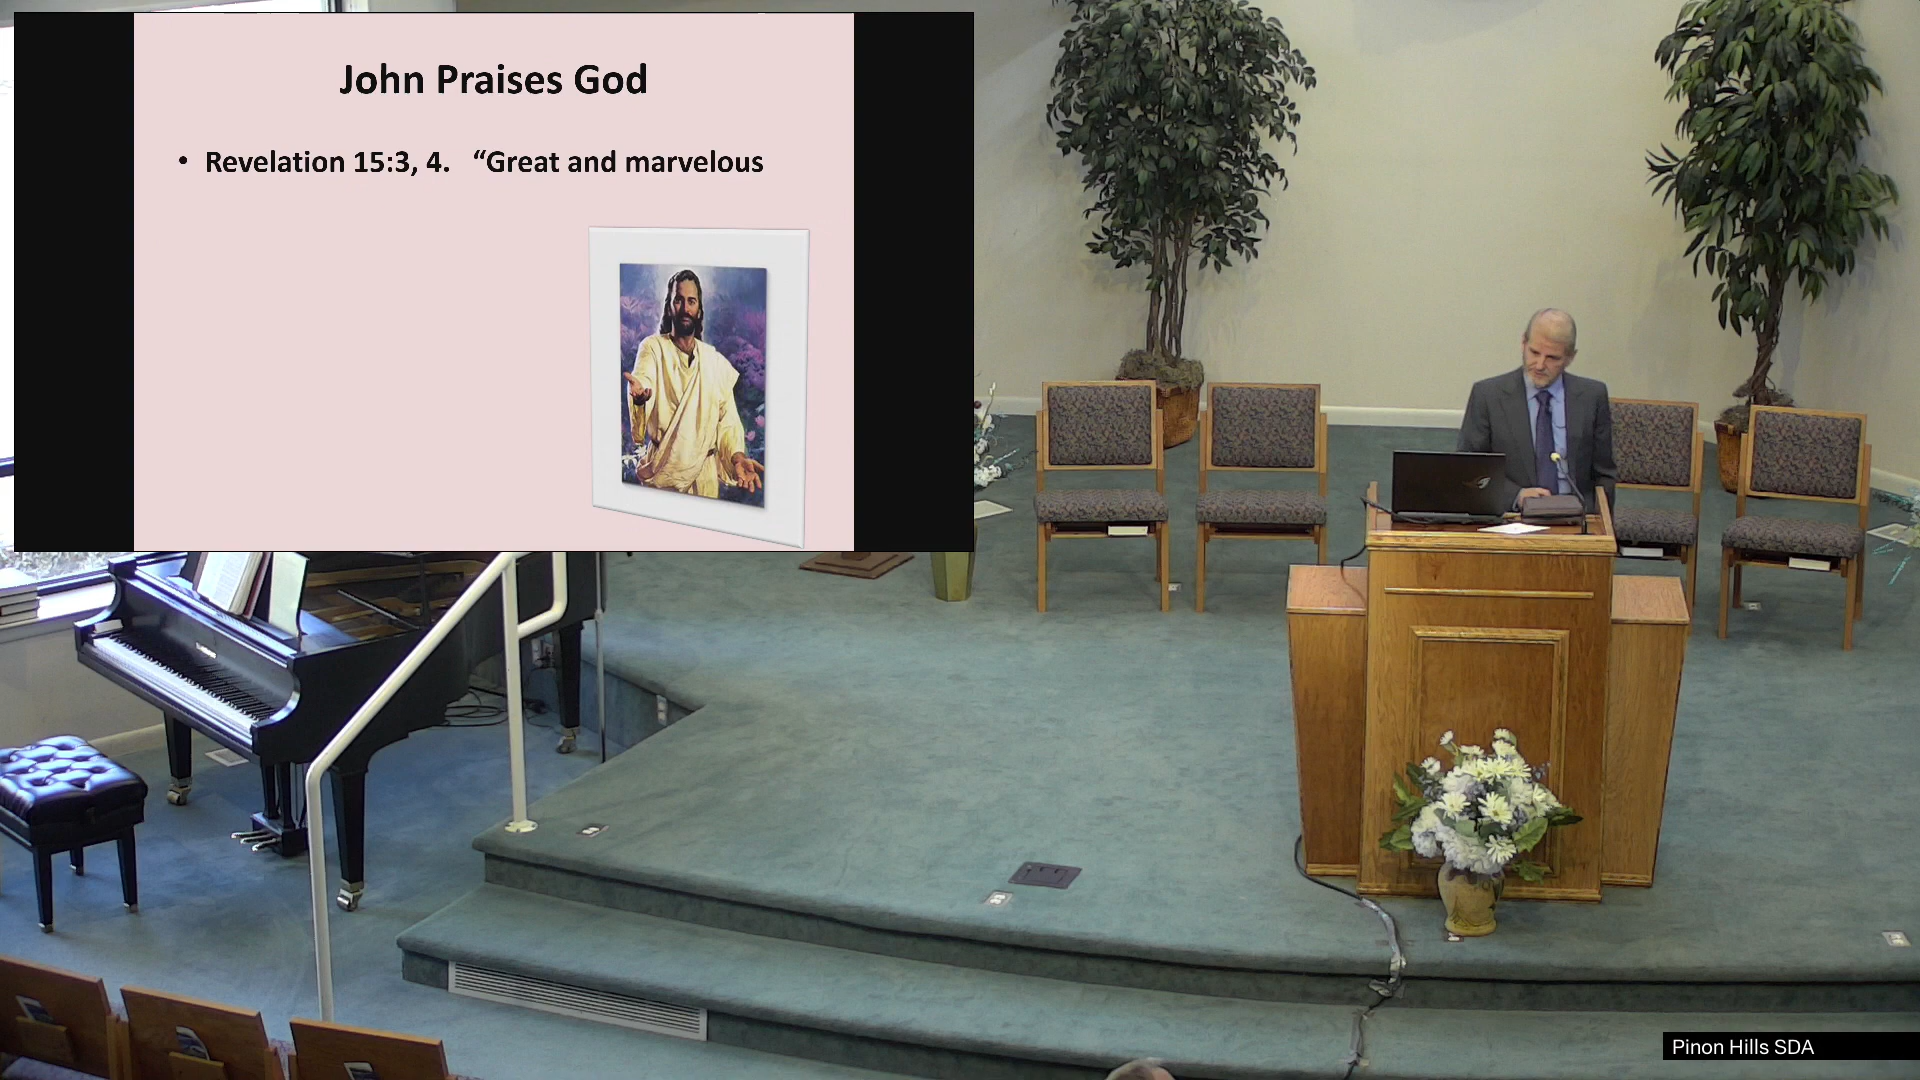 John Praises God
• Revelation 15:3, 4. “Great and marvelous
Pinon Hills SDA